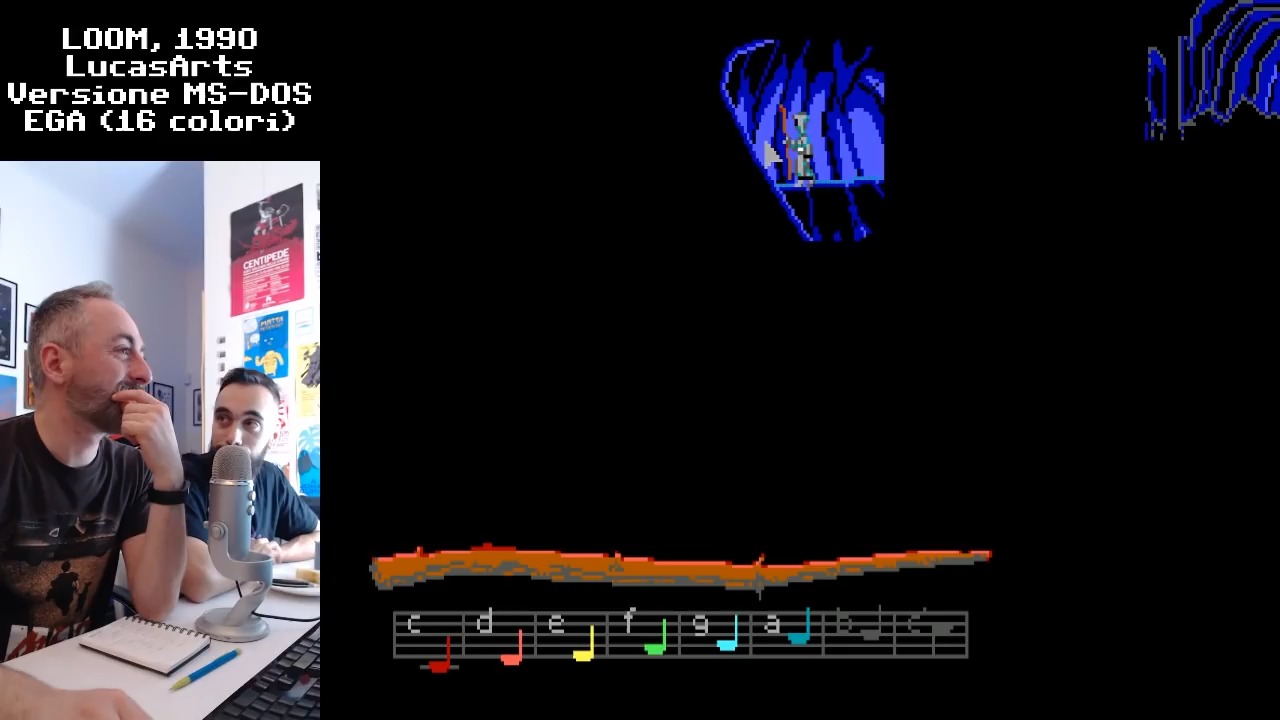 LOOM, 1990
LucasArts
Versione MS-DOS
EGA (16 colori)
CENTIPEDE
c d e f g a b c